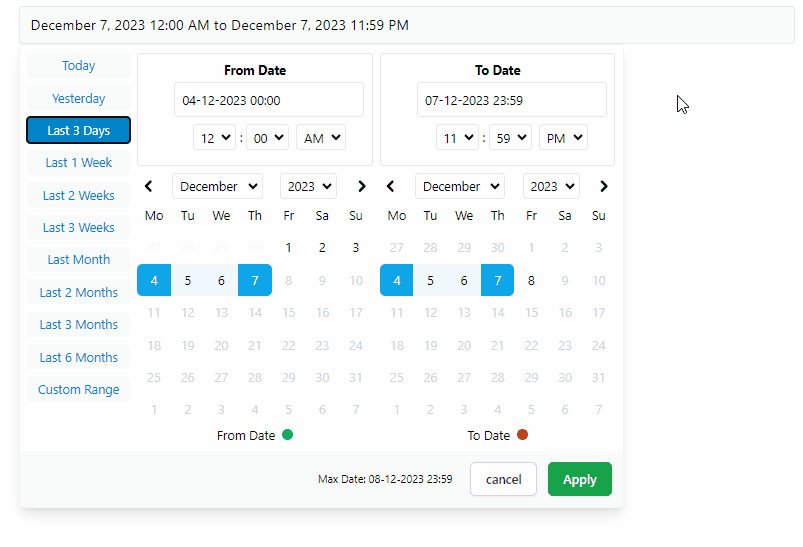 December 7, 2023 12:00 AM to December 7, 2023 11:59 PM
Today
Yesterday
Last 3 Days
Last 1 Week
Last 2 Weeks
Last 3 Weeks
Last Month
Last 2 Months
Last 3 Months
Last 6 Months
Custom Range
From Date
04-12-2023 00:00
12 : 00 AM
December 2023
Mo Tu We Th Fr Sa Su
27 28 29 30 1 2 3
4 5 6 7 8 9 10
11 12 13 14 15 16 17
18 19 20 21 22 23 24
25 26 27 28 29 30 31
1 2 3 4 5 6 7
From Date
To Date
07-12-2023 23:59
11 : 59 PM
December 2023
Mo Tu We Th Fr Sa Su
27 28 29 30 1 2 3
4 5 6 7 8 9 10
11 12 13 14 15 16 17
18 19 20 21 22 23 24
25 26 27 28 29 30 31
1 2 3 4 5 6 7
To Date
Max Date: 08-12-2023 23:59
cancel
Apply